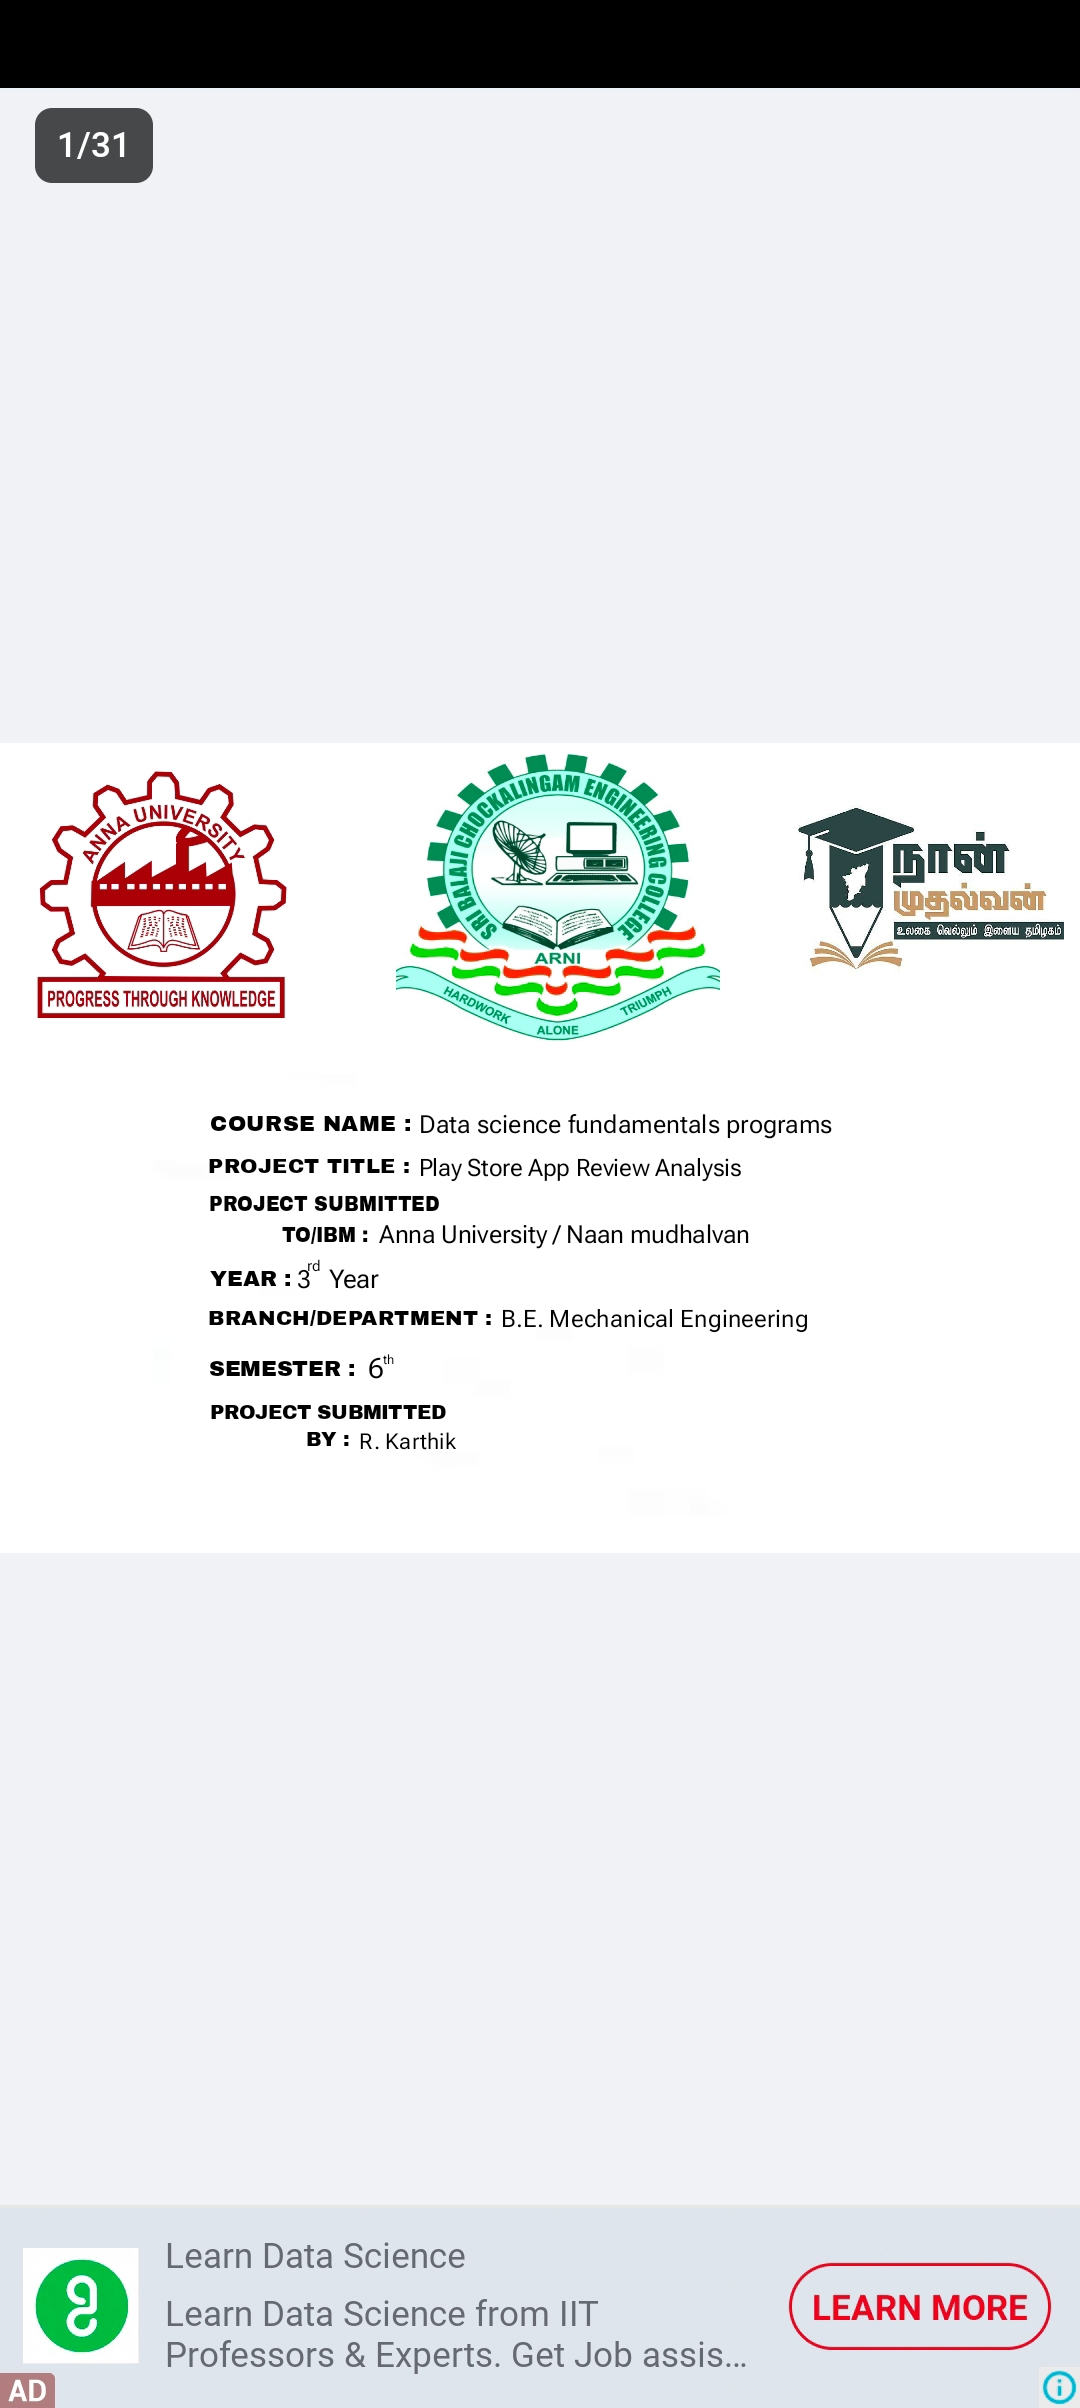 1/31
ANNA UNIVERSITY
PROGRESS THROUGH KNOWLEDGE
SRI BALAJI CHOCKALINGAM ENGINEERING COLLEGE
ARNI
HARDWORK ALONE TRIUMPH
நான்
முதல்வன்
உலகை வெல்லும் இளைய தமிழகம்
COURSE NAME : Data science fundamentals programs
PROJECT TITLE : Play Store App Review Analysis
PROJECT SUBMITTED
TO/IBM : Anna University / Naan mudhalvan
YEAR : 3rd Year
BRANCH/DEPARTMENT : B.E. Mechanical Engineering
SEMESTER : 6th
PROJECT SUBMITTED
BY : R. Karthik
Learn Data Science
Learn Data Science from IIT
Professors & Experts. Get Job assis...
LEARN MORE
AD